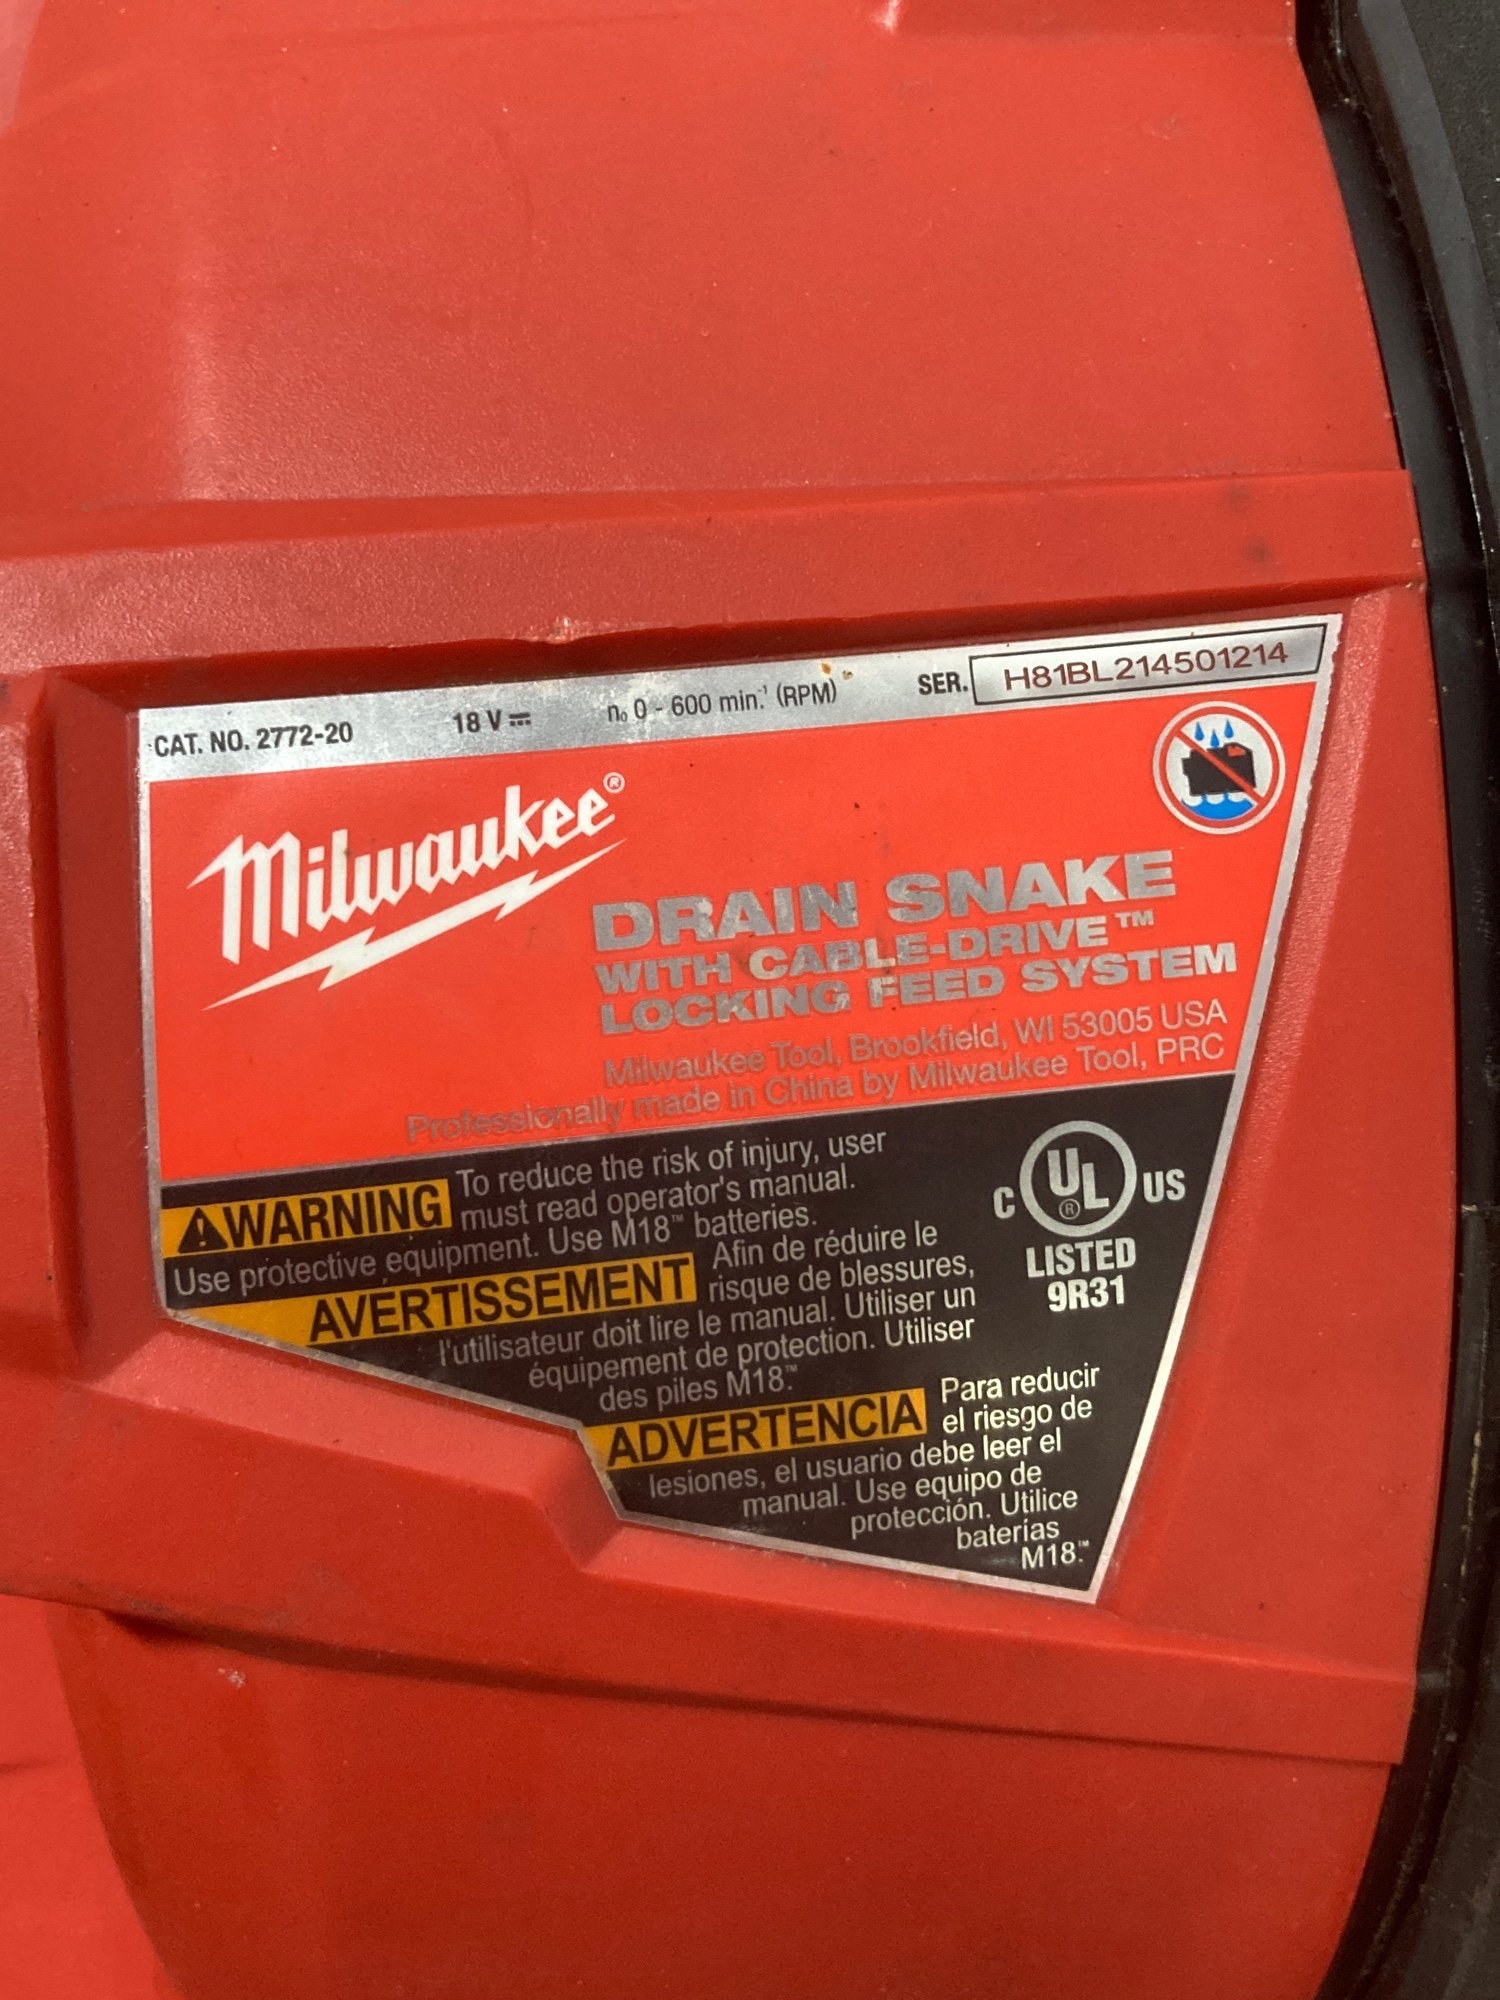 CAT. NO. 2772-20 18 V⎓ n₀ 0 - 600 min.⁻¹ (RPM) SER. H81BL214501214
Milwaukee®
DRAIN SNAKE
WITH CABLE-DRIVE™
LOCKING FEED SYSTEM
Milwaukee Tool, Brookfield, WI 53005 USA
Professionally made in China by Milwaukee Tool, PRC
WARNING To reduce the risk of injury, user
must read operator's manual.
Use protective equipment. Use M18™ batteries.
AVERTISSEMENT Afin de réduire le
risque de blessures,
l'utilisateur doit lire le manual. Utiliser un
équipement de protection. Utiliser
des piles M18.™
ADVERTENCIA Para reducir
el riesgo de
lesiones, el usuario debe leer el
manual. Use equipo de
protección. Utilice
baterías
M18.™
C UL® US
LISTED
9R31